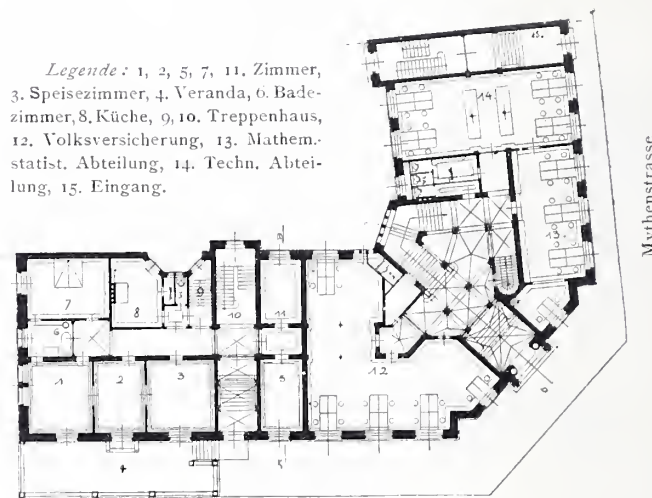 Legende: 1, 2, 5, 7, 11. Zimmer,
3. Speisezimmer, 4. Veranda, 6. Bade-
zimmer, 8. Küche, 9, 10. Treppenhaus,
12. Volksversicherung, 13. Mathem.-
statist. Abteilung, 14. Techn. Abtei-
lung, 15. Eingang.
15.
14
13
Mythenstrasse
7
8
9
10
11
6
12
1
2
3
5
4